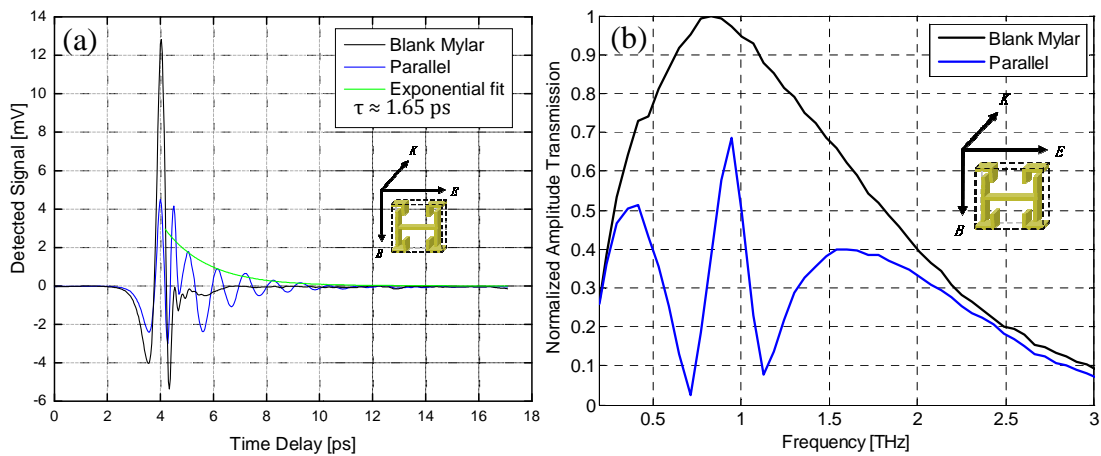 (a)
Blank Mylar
Parallel
Exponential fit
τ ≈ 1.65 ps
K
E
B
14
12
10
8
6
4
2
0
-2
-4
-6
0 2 4 6 8 10 12 14 16 18
Detected Signal [mV]
Time Delay [ps]
(b)
Blank Mylar
Parallel
K
E
B
1
0.9
0.8
0.7
0.6
0.5
0.4
0.3
0.2
0.1
0
0.5 1 1.5 2 2.5 3
Normalized Amplitude Transmission
Frequency [THz]